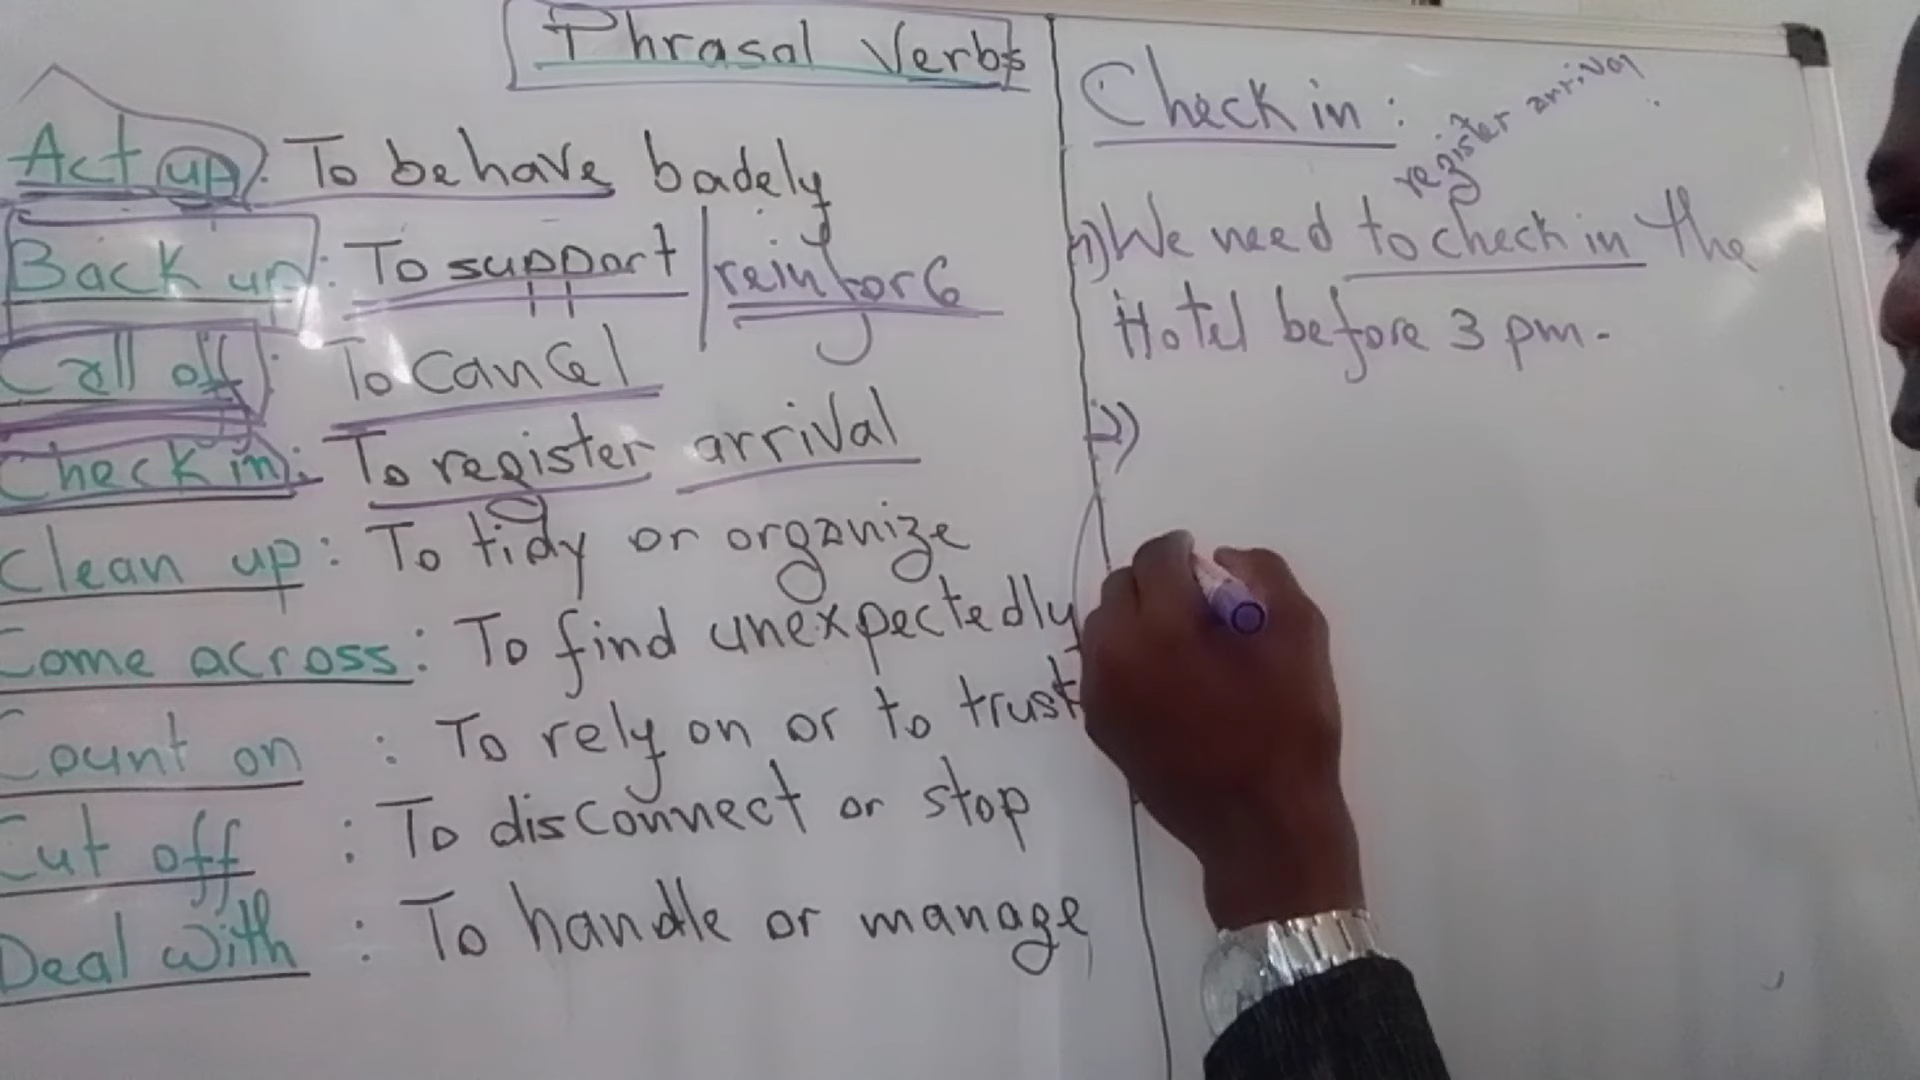 Phrasal Verbs
Act up: To behave badely
Back up: To support / reinforce
Call off: To Cancel
Check in: To register arrival
Clean up: To tidy or organize
Come across: To find unexpectedly
Count on : To rely on or to trust
Cut off : To disconnect or stop
Deal with : To handle or manage
Check in:
register arrival
1) We need to check in the
Hotel before 3 pm.
2)